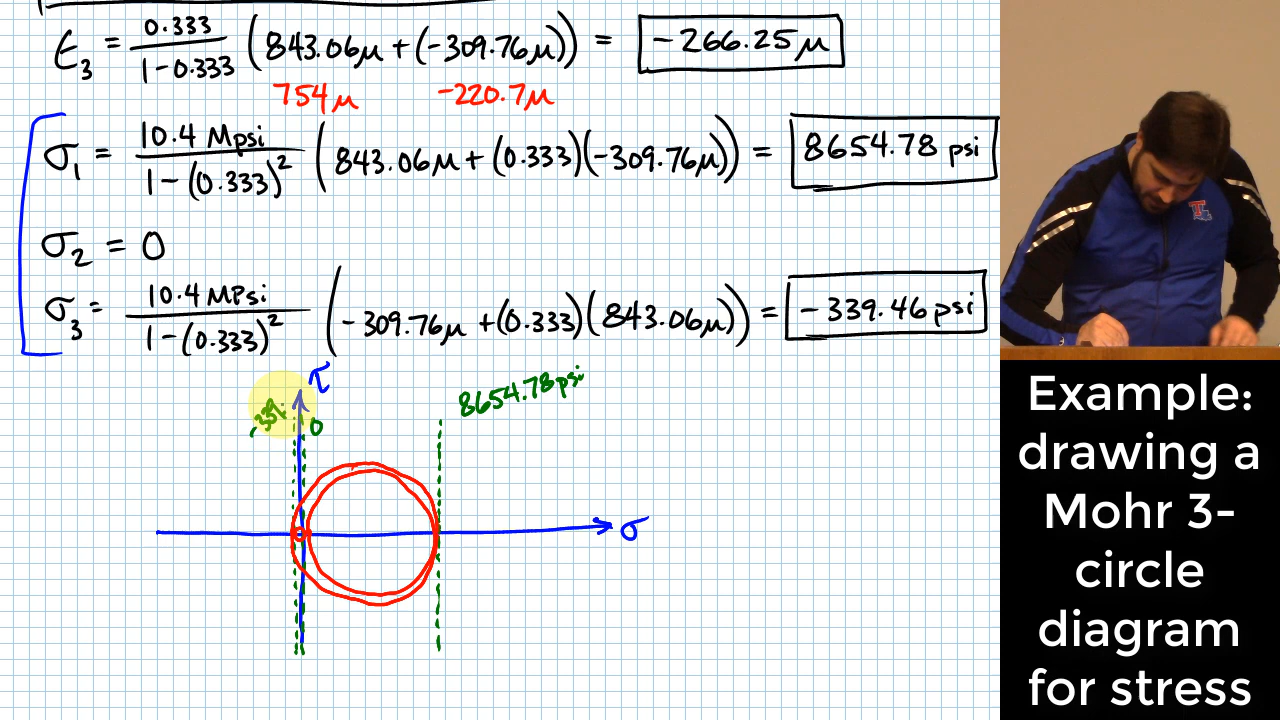 ε₃ = 0.333 / (1-0.333) (843.06μ + (-309.76μ)) = -266.25 μ
754μ -220.7μ
σ₁ = 10.4 Mpsi / (1-(0.333)²) (843.06μ + (0.333)(-309.76μ)) = 8654.78 psi
σ₂ = 0
σ₃ = 10.4 MPsi / (1-(0.333)²) (-309.76μ + (0.333)(843.06μ)) = -339.46 psi
τ
8654.78 psi
0
σ
Example:
drawing a
Mohr 3-
circle
diagram
for stress